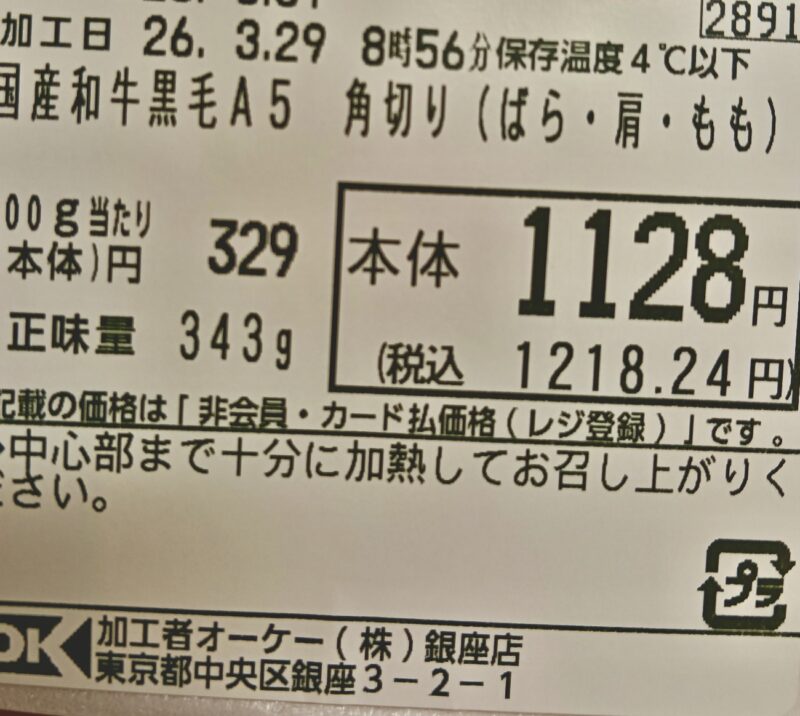 2891
加工日 26. 3.29 8時56分 保存温度4℃以下
国産和牛黒毛A5 角切り(ばら・肩・もも)
00g当たり
(本体)円 329
本体 1128円
正味量 343g
(税込 1218.24円)
記載の価格は「非会員・カード払価格(レジ登録)」です。
中心部まで十分に加熱してお召し上がりく
ださい。
プラ
OK 加工者オーケー(株)銀座店
東京都中央区銀座3-2-1